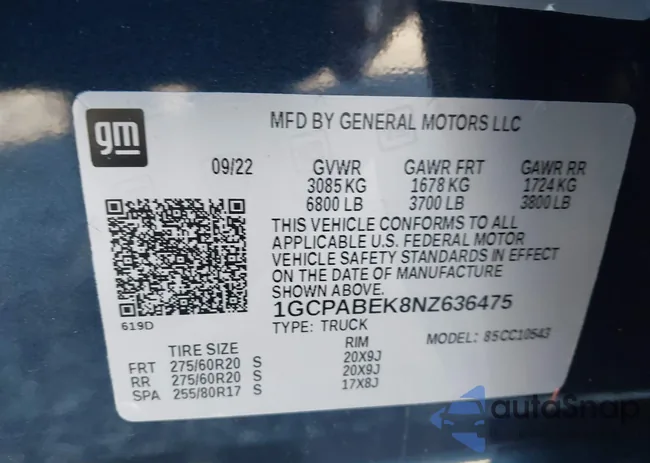 gm
MFD BY GENERAL MOTORS LLC
09/22 GVWR GAWR FRT GAWR RR
3085 KG 1678 KG 1724 KG
6800 LB 3700 LB 3800 LB
THIS VEHICLE CONFORMS TO ALL
APPLICABLE U.S. FEDERAL MOTOR
VEHICLE SAFETY STANDARDS IN EFFECT
ON THE DATE OF MANUFACTURE
SHOWN ABOVE.
1GCPABEK8NZ636475
619D
TYPE: TRUCK MODEL: 85CC10543
TIRE SIZE RIM
FRT 275/60R20 S 20X9J
RR 275/60R20 S 20X9J
SPA 255/80R17 S 17X8J
autoSnap